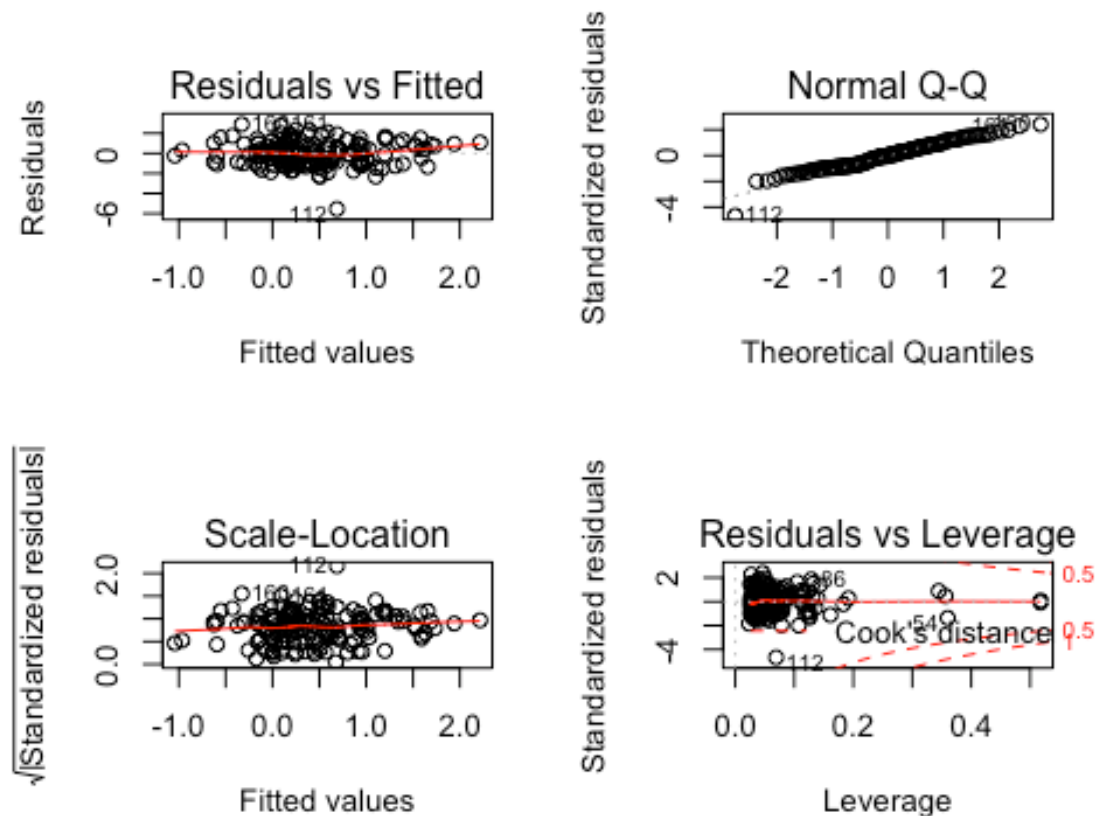 Residuals vs Fitted
Residuals
0
-6
112
-1.0
0.0
1.0
2.0
Fitted values
Normal Q-Q
Standardized residuals
0
-4
112
-2
-1
0
1
2
Theoretical Quantiles
Scale-Location
√|Standardized residuals|
2.0
0.0
112
-1.0
0.0
1.0
2.0
Fitted values
Residuals vs Leverage
Standardized residuals
2
-4
0.5
0.5
1
54
Cook's distance
112
0.0
0.2
0.4
Leverage